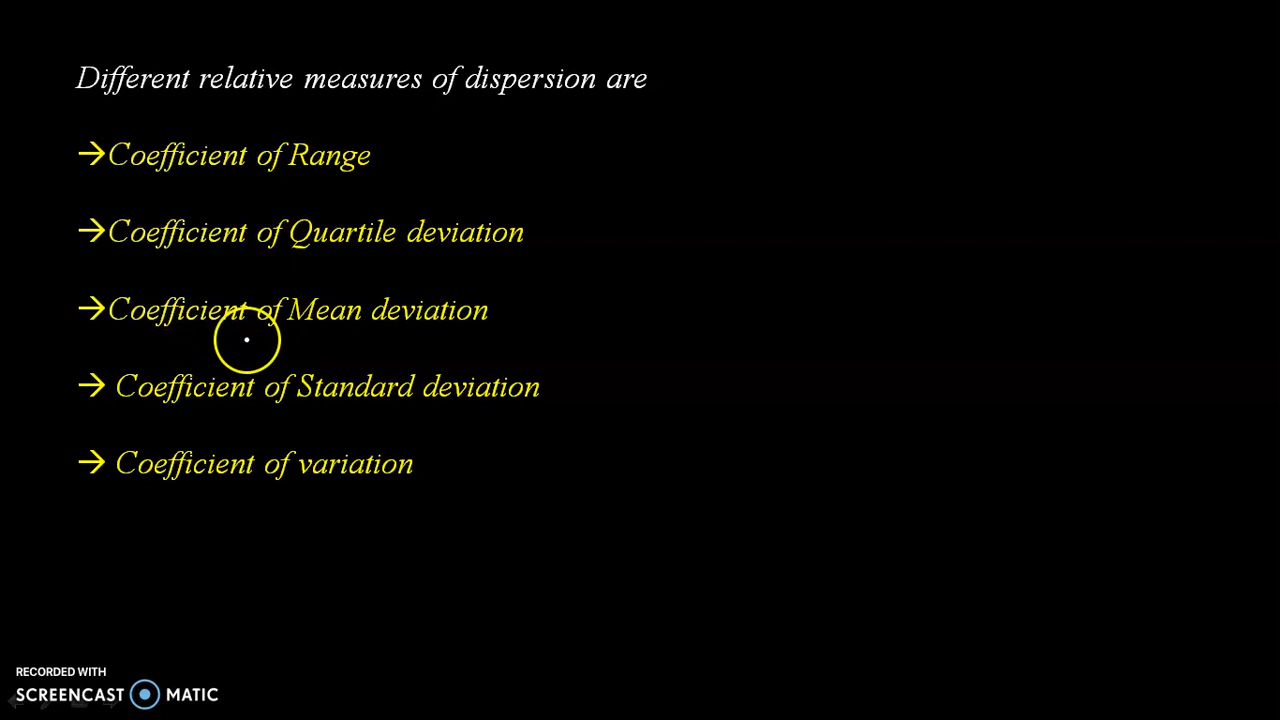 Different relative measures of dispersion are
→Coefficient of Range
→Coefficient of Quartile deviation
→Coefficient of Mean deviation
→ Coefficient of Standard deviation
→ Coefficient of variation
RECORDED WITH
SCREENCAST MATIC